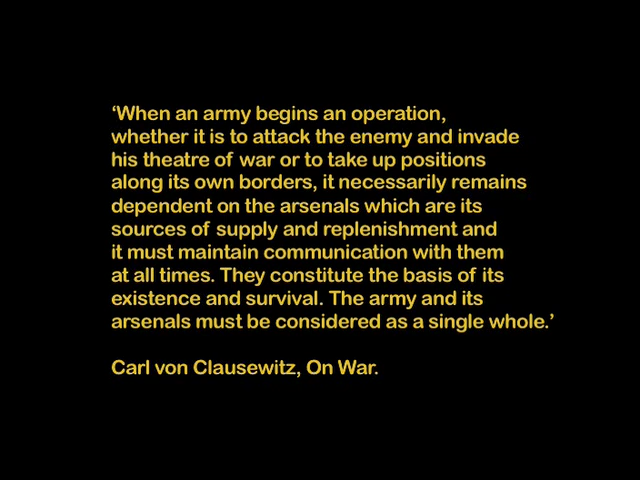 ‘When an army begins an operation,
whether it is to attack the enemy and invade
his theatre of war or to take up positions
along its own borders, it necessarily remains
dependent on the arsenals which are its
sources of supply and replenishment and
it must maintain communication with them
at all times. They constitute the basis of its
existence and survival. The army and its
arsenals must be considered as a single whole.’
Carl von Clausewitz, On War.